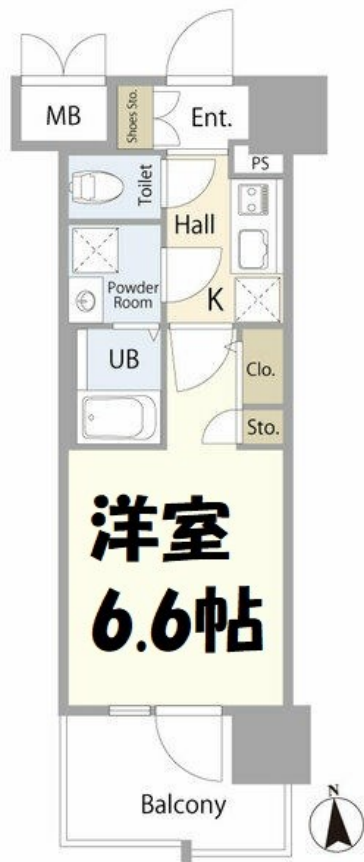 MB
Shoes Sto.
Ent.
PS
Toilet
Hall
Powder
Room
K
UB
Clo.
Sto.
洋室
6.6帖
Balcony
N